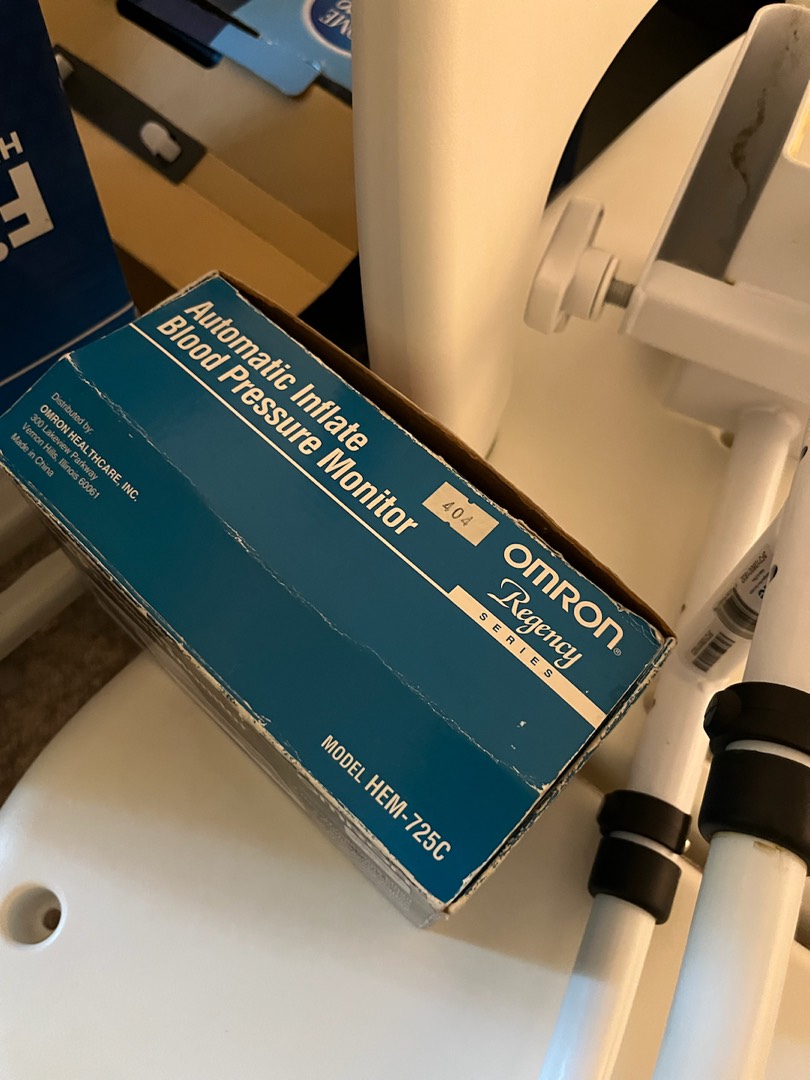 Automatic Inflate
Blood Pressure Monitor
404
OMRON®
Regency
SERIES
Distributed by:
OMRON HEALTHCARE, INC.
300 Lakeview Parkway
Vernon Hills, Illinois 60061
Made in China
MODEL HEM-725C